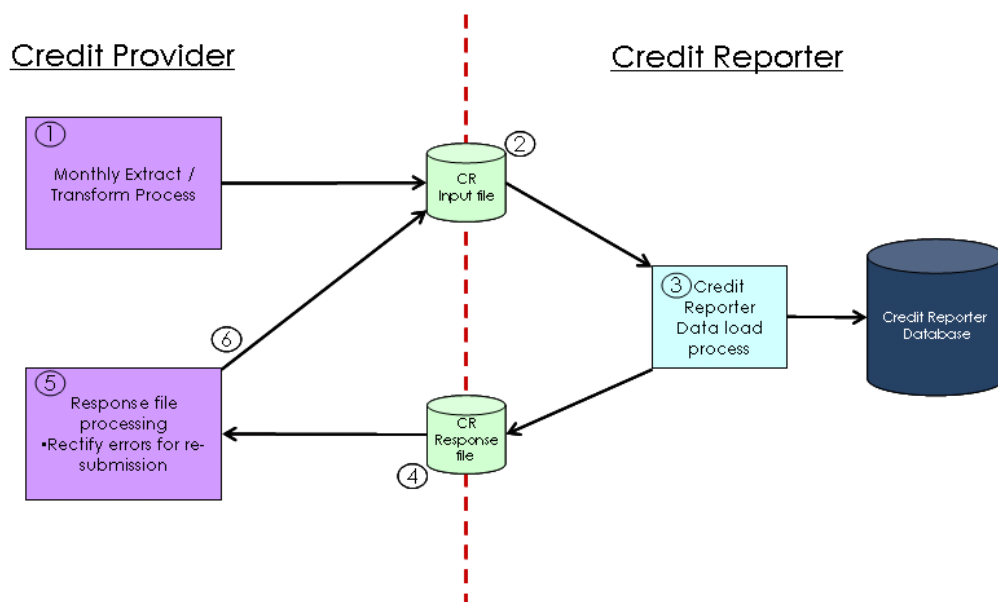 Credit Provider
Credit Reporter
1
Monthly Extract /
Transform Process
2
CR
Input file
3 Credit
Reporter
Data load
process
Credit Reporter
Database
6
5
Response file
processing
▪Rectify errors for re-
submission
CR
Response
file
4